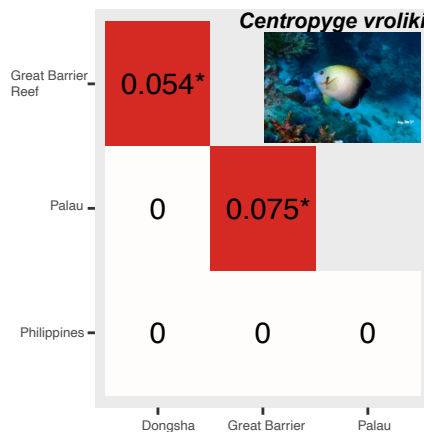 Centropyge vroliki
Great Barrier
Reef
0.054*
Palau
0
0.075*
Philippines
0
0
0
Dongsha
Great Barrier
Palau